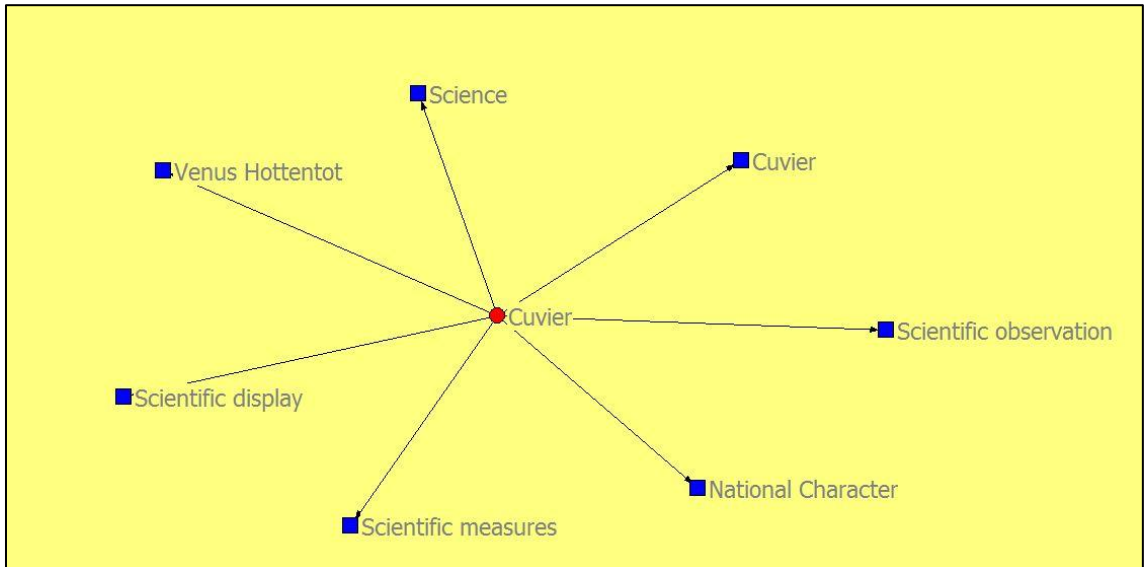 Science
Cuvier
Venus Hottentot
Cuvier
Scientific observation
Scientific display
National Character
Scientific measures